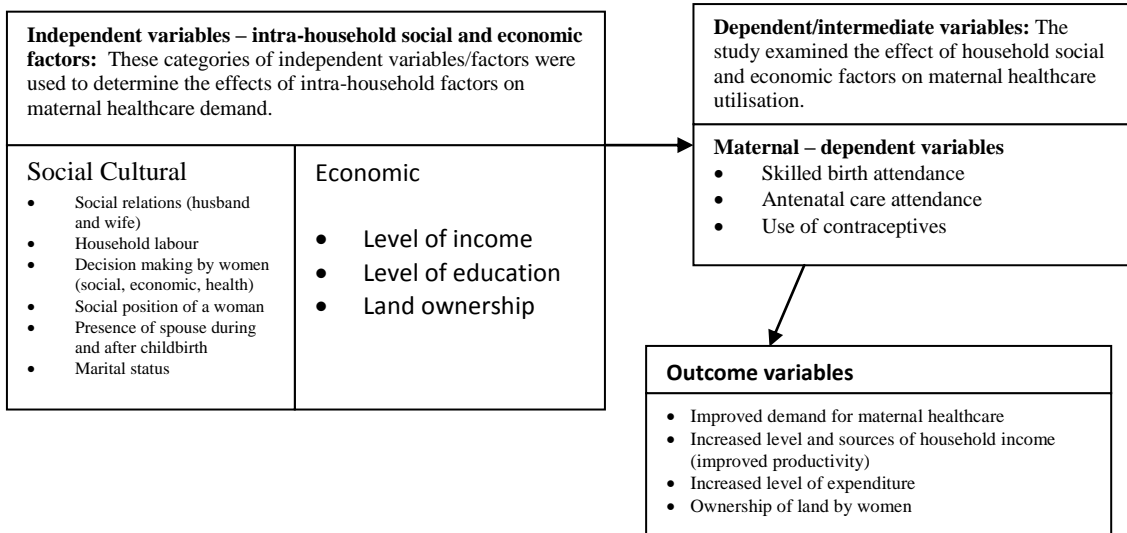 Independent variables – intra-household social and economic
factors: These categories of independent variables/factors were
used to determine the effects of intra-household factors on
maternal healthcare demand.
Social Cultural
• Social relations (husband
and wife)
• Household labour
• Decision making by women
(social, economic, health)
• Social position of a woman
• Presence of spouse during
and after childbirth
• Marital status
Economic
• Level of income
• Level of education
• Land ownership
Dependent/intermediate variables: The
study examined the effect of household social
and economic factors on maternal healthcare
utilisation.
Maternal – dependent variables
• Skilled birth attendance
• Antenatal care attendance
• Use of contraceptives
Outcome variables
• Improved demand for maternal healthcare
• Increased level and sources of household income
(improved productivity)
• Increased level of expenditure
• Ownership of land by women